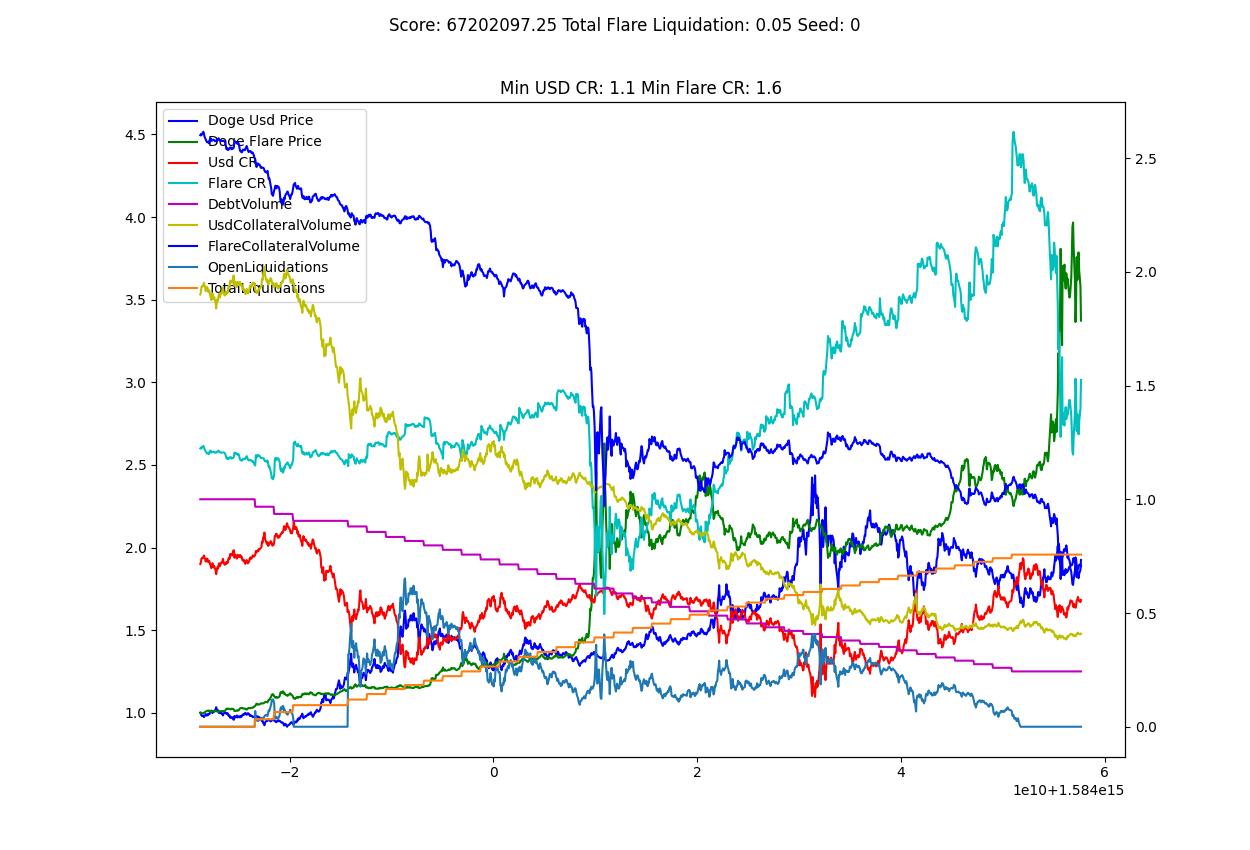 Score: 67202097.25 Total Flare Liquidation: 0.05 Seed: 0
Min USD CR: 1.1 Min Flare CR: 1.6
Doge Usd Price
Doge Flare Price
Usd CR
Flare CR
DebtVolume
UsdCollateralVolume
FlareCollateralVolume
OpenLiquidations
TotalLiquidations
4.5
4.0
3.5
3.0
2.5
2.0
1.5
1.0
2.5
2.0
1.5
1.0
0.5
0.0
−2
0
2
4
6
1e10+1.584e15